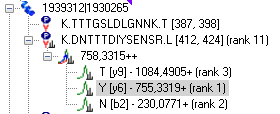 1939312|1930265
K.TTTGSLDLGNNK.T [387, 398]
K.DNTTTDIYSENSR.L [412, 424] (rank 11)
758,3315++
T [y9] - 1084,4905+ (rank 3)
Y [y6] - 755,3319+ (rank 1)
N [b2] - 230,0771+ (rank 2)